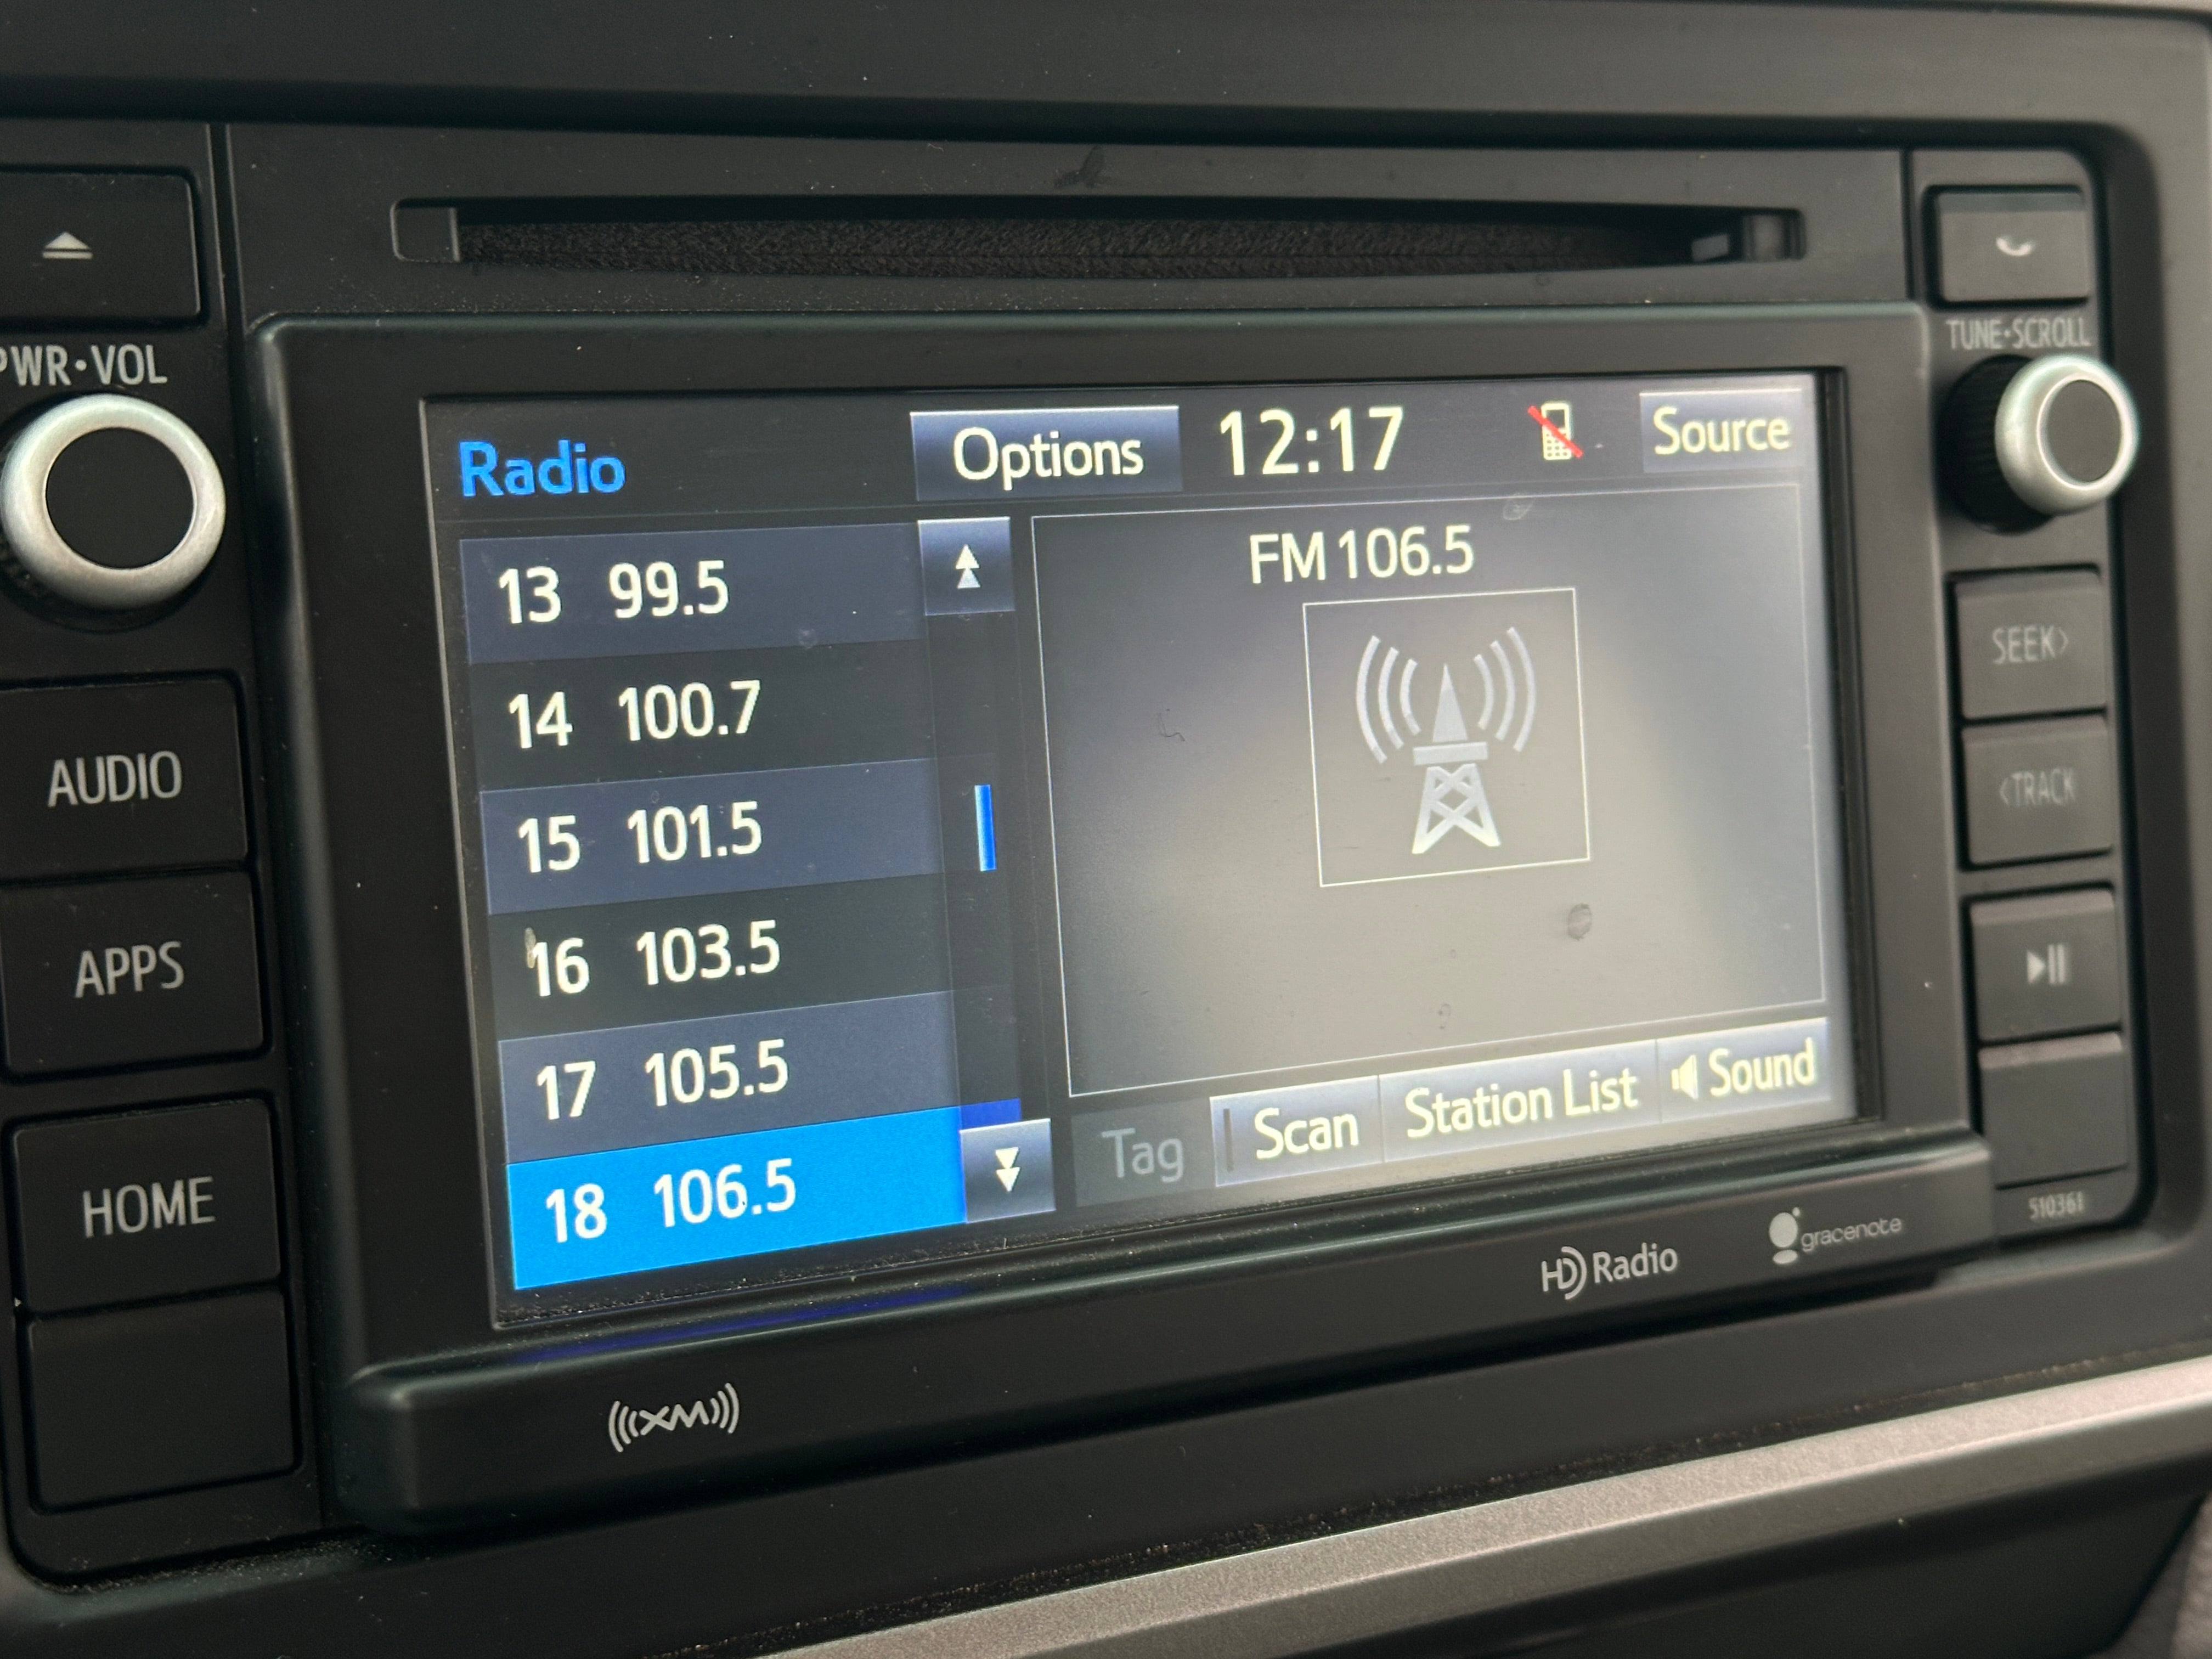 PWR•VOL
TUNE•SCROLL
Radio
Options
12:17
Source
13 99.5
14 100.7
15 101.5
16 103.5
17 105.5
18 106.5
FM 106.5
Tag
Scan
Station List
Sound
AUDIO
APPS
HOME
SEEK>
<TRACK
510361
HD Radio
gracenote
((XM))